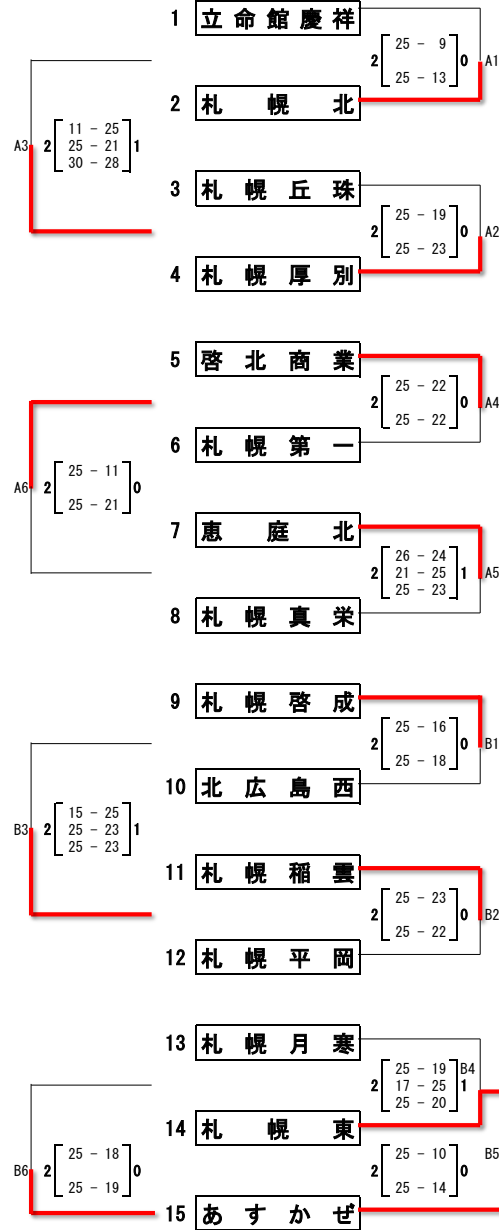 1 立命館慶祥
2 [ 25 - 9 25 - 13 ] 0 A1
2 札幌北
A3 2 [ 11 - 25 25 - 21 30 - 28 ] 1
3 札幌丘珠
2 [ 25 - 19 25 - 23 ] 0 A2
4 札幌厚別
5 啓北商業
2 [ 25 - 22 25 - 22 ] 0 A4
6 札幌第一
A6 2 [ 25 - 11 25 - 21 ] 0
7 恵庭北
2 [ 26 - 24 21 - 25 25 - 23 ] 1 A5
8 札幌真栄
9 札幌啓成
2 [ 25 - 16 25 - 18 ] 0 B1
10 北広島西
B3 2 [ 15 - 25 25 - 23 25 - 23 ] 1
11 札幌稲雲
2 [ 25 - 23 25 - 22 ] 0 B2
12 札幌平岡
13 札幌月寒
2 [ 25 - 19 17 - 25 25 - 20 ] 1 B4
14 札幌東
B6 2 [ 25 - 18 25 - 19 ] 0
2 [ 25 - 10 25 - 14 ] 0 B5
15 あすかぜ